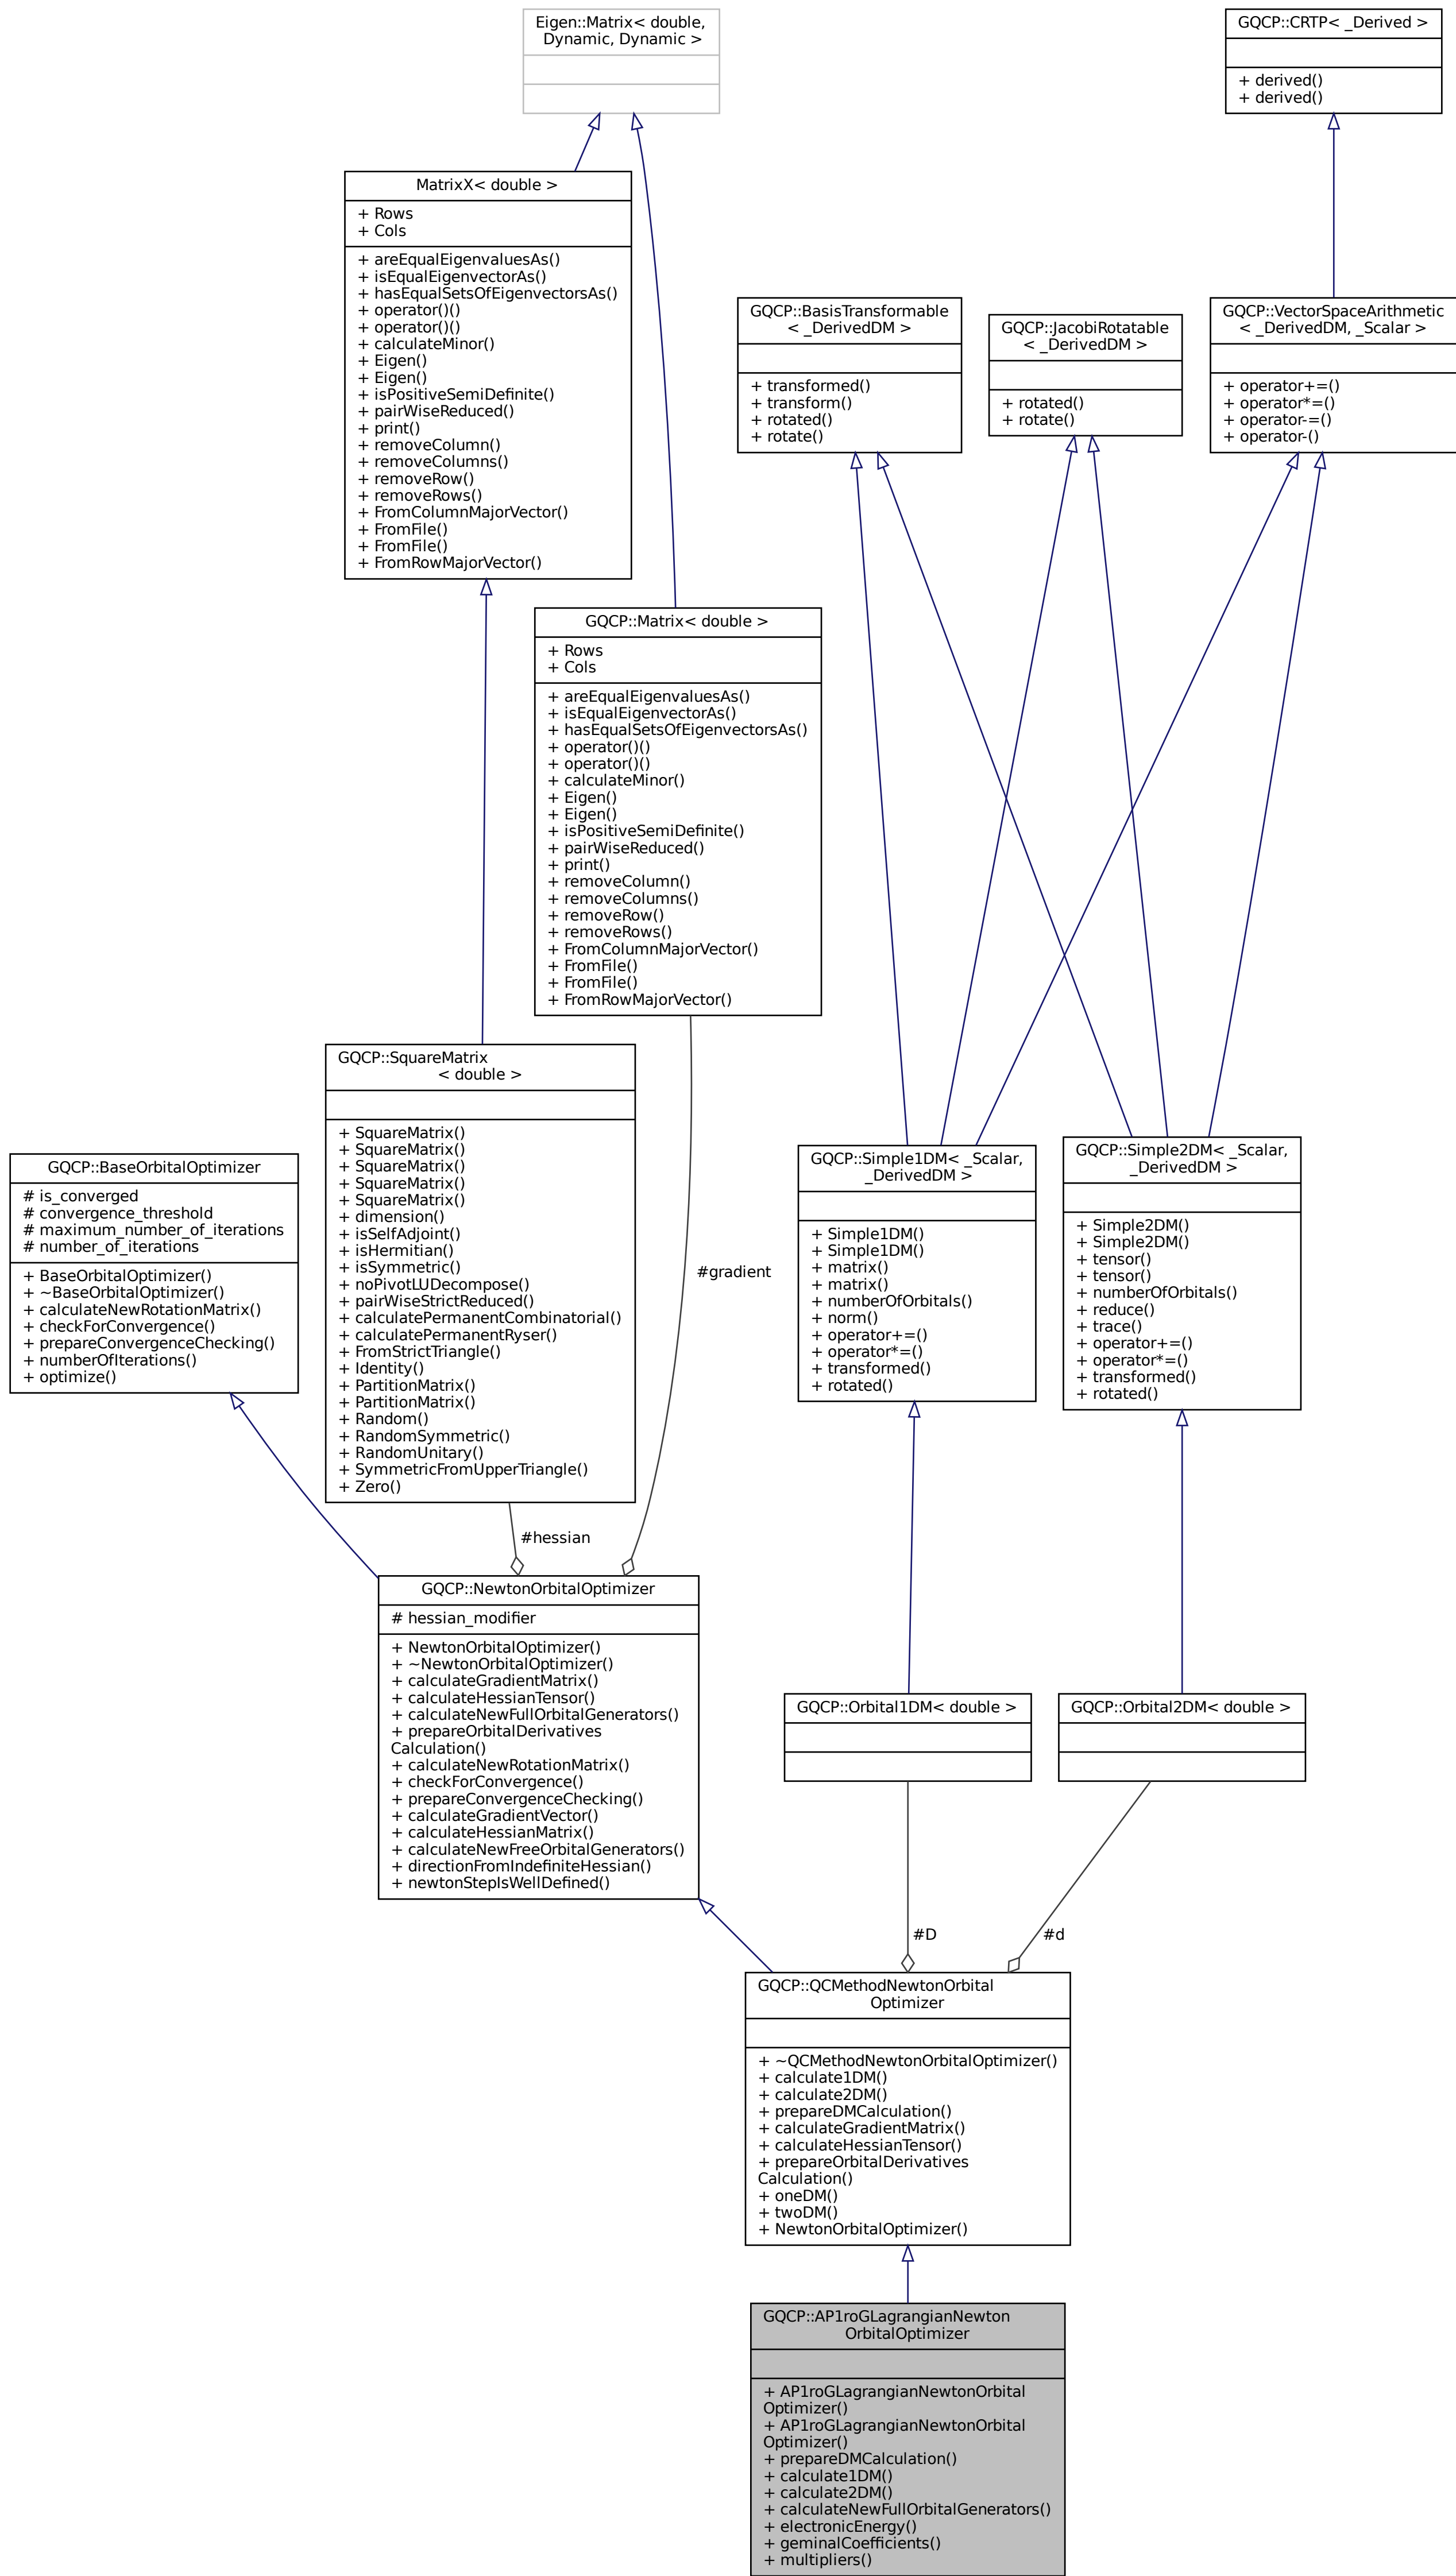 Eigen::Matrix< double,
Dynamic, Dynamic >
GQCP::CRTP< _Derived >
+ derived()
+ derived()
MatrixX< double >
+ Rows
+ Cols
+ areEqualEigenvaluesAs()
+ isEqualEigenvectorAs()
+ hasEqualSetsOfEigenvectorsAs()
+ operator()()
+ operator()()
+ calculateMinor()
+ Eigen()
+ Eigen()
+ isPositiveSemiDefinite()
+ pairWiseReduced()
+ print()
+ removeColumn()
+ removeColumns()
+ removeRow()
+ removeRows()
+ FromColumnMajorVector()
+ FromFile()
+ FromFile()
+ FromRowMajorVector()
GQCP::BasisTransformable
< _DerivedDM >
+ transformed()
+ transform()
+ rotated()
+ rotate()
GQCP::JacobiRotatable
< _DerivedDM >
+ rotated()
+ rotate()
GQCP::VectorSpaceArithmetic
< _DerivedDM, _Scalar >
+ operator+=()
+ operator*=()
+ operator-=()
+ operator-()
GQCP::Matrix< double >
+ Rows
+ Cols
+ areEqualEigenvaluesAs()
+ isEqualEigenvectorAs()
+ hasEqualSetsOfEigenvectorsAs()
+ operator()()
+ operator()()
+ calculateMinor()
+ Eigen()
+ Eigen()
+ isPositiveSemiDefinite()
+ pairWiseReduced()
+ print()
+ removeColumn()
+ removeColumns()
+ removeRow()
+ removeRows()
+ FromColumnMajorVector()
+ FromFile()
+ FromFile()
+ FromRowMajorVector()
GQCP::SquareMatrix
< double >
+ SquareMatrix()
+ SquareMatrix()
+ SquareMatrix()
+ SquareMatrix()
+ SquareMatrix()
+ dimension()
+ isSelfAdjoint()
+ isHermitian()
+ isSymmetric()
+ noPivotLUDecompose()
+ pairWiseStrictReduced()
+ calculatePermanentCombinatorial()
+ calculatePermanentRyser()
+ FromStrictTriangle()
+ Identity()
+ PartitionMatrix()
+ PartitionMatrix()
+ Random()
+ RandomSymmetric()
+ RandomUnitary()
+ SymmetricFromUpperTriangle()
+ Zero()
GQCP::BaseOrbitalOptimizer
# is_converged
# convergence_threshold
# maximum_number_of_iterations
# number_of_iterations
+ BaseOrbitalOptimizer()
+ ~BaseOrbitalOptimizer()
+ calculateNewRotationMatrix()
+ checkForConvergence()
+ prepareConvergenceChecking()
+ numberOfIterations()
+ optimize()
#gradient
GQCP::Simple1DM< _Scalar,
_DerivedDM >
+ Simple1DM()
+ Simple1DM()
+ matrix()
+ matrix()
+ numberOfOrbitals()
+ norm()
+ operator+=()
+ operator*=()
+ transformed()
+ rotated()
GQCP::Simple2DM< _Scalar,
_DerivedDM >
+ Simple2DM()
+ Simple2DM()
+ tensor()
+ tensor()
+ numberOfOrbitals()
+ reduce()
+ trace()
+ operator+=()
+ operator*=()
+ transformed()
+ rotated()
#hessian
GQCP::NewtonOrbitalOptimizer
# hessian_modifier
+ NewtonOrbitalOptimizer()
+ ~NewtonOrbitalOptimizer()
+ calculateGradientMatrix()
+ calculateHessianTensor()
+ calculateNewFullOrbitalGenerators()
+ prepareOrbitalDerivatives
Calculation()
+ calculateNewRotationMatrix()
+ checkForConvergence()
+ prepareConvergenceChecking()
+ calculateGradientVector()
+ calculateHessianMatrix()
+ calculateNewFreeOrbitalGenerators()
+ directionFromIndefiniteHessian()
+ newtonStepIsWellDefined()
GQCP::Orbital1DM< double >
GQCP::Orbital2DM< double >
#D
#d
GQCP::QCMethodNewtonOrbital
Optimizer
+ ~QCMethodNewtonOrbitalOptimizer()
+ calculate1DM()
+ calculate2DM()
+ prepareDMCalculation()
+ calculateGradientMatrix()
+ calculateHessianTensor()
+ prepareOrbitalDerivatives
Calculation()
+ oneDM()
+ twoDM()
+ NewtonOrbitalOptimizer()
GQCP::AP1roGLagrangianNewton
OrbitalOptimizer
+ AP1roGLagrangianNewtonOrbital
Optimizer()
+ AP1roGLagrangianNewtonOrbital
Optimizer()
+ prepareDMCalculation()
+ calculate1DM()
+ calculate2DM()
+ calculateNewFullOrbitalGenerators()
+ electronicEnergy()
+ geminalCoefficients()
+ multipliers()